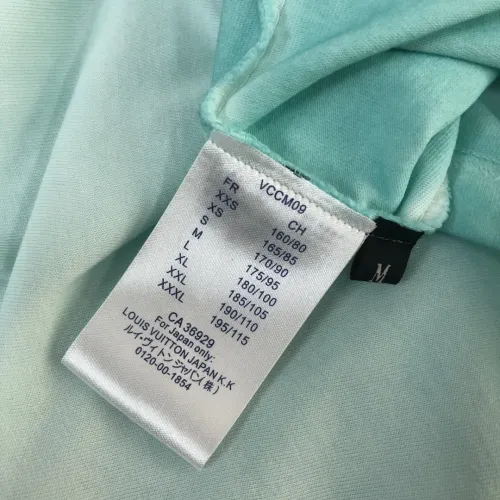 VCCM09
FR CH
XXS 160/80
XS 165/85
S 170/90
M 175/95
L 180/100
XL 185/105
XXL 190/110
XXXL 195/115
CA 36929
For Japan only:
LOUIS VUITTON JAPAN K.K
ルイ・ヴィトンジャパン(株)
0120-00-1854
M